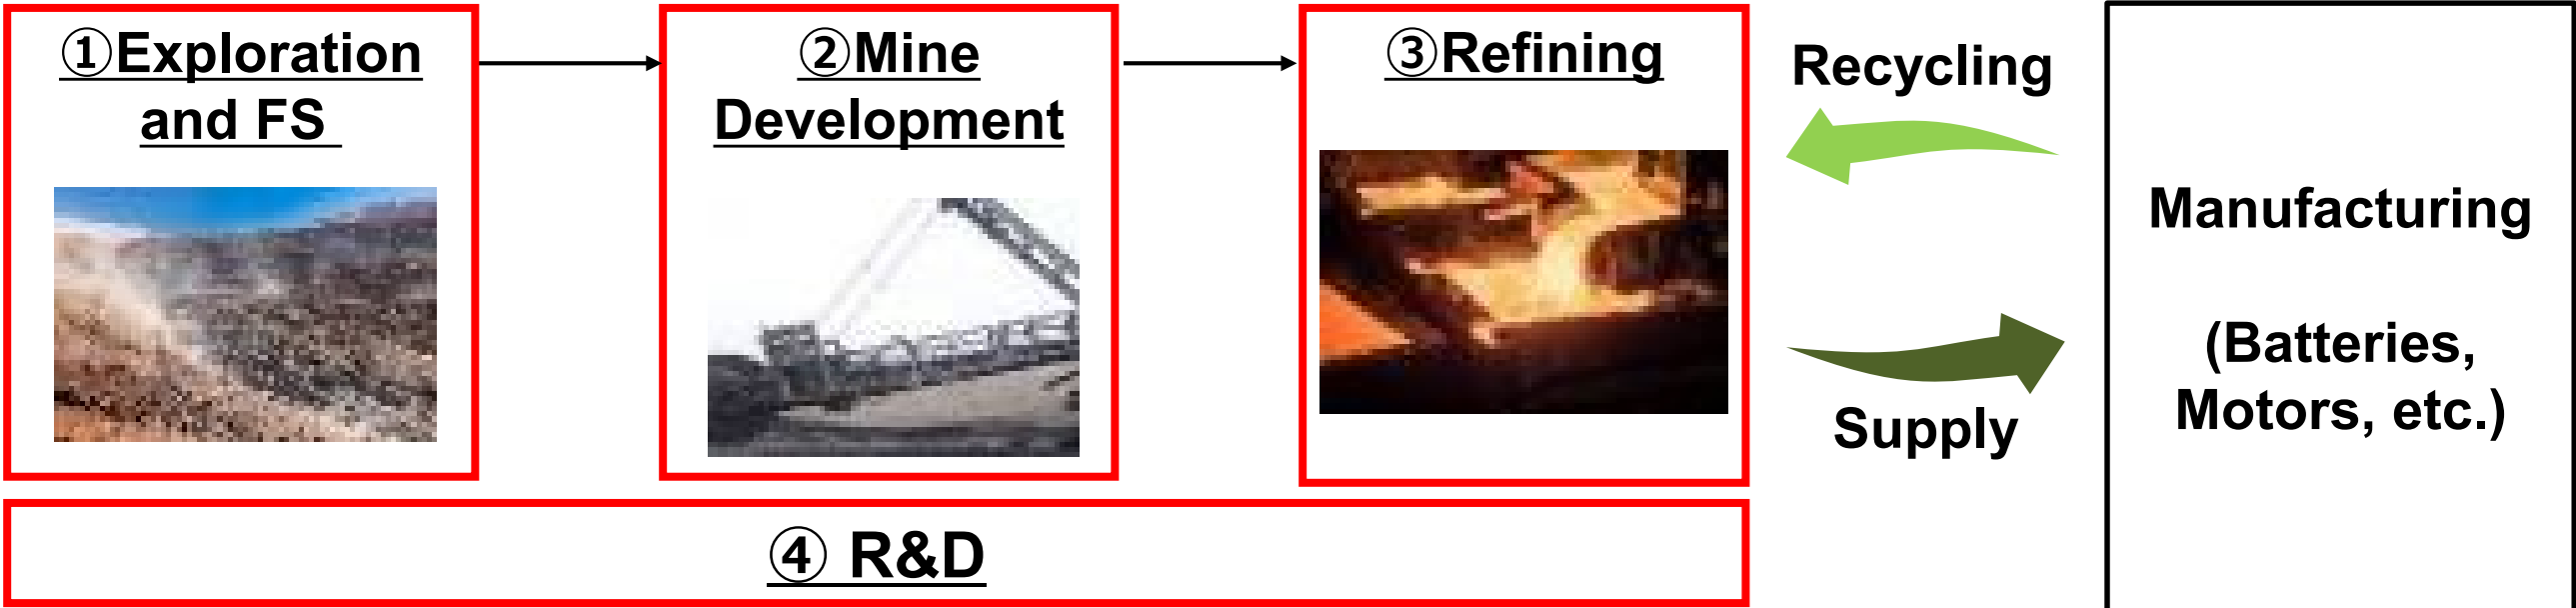 ①Exploration
and FS
②Mine
Development
③Refining
Recycling
Supply
Manufacturing
(Batteries,
Motors, etc.)
④ R&D